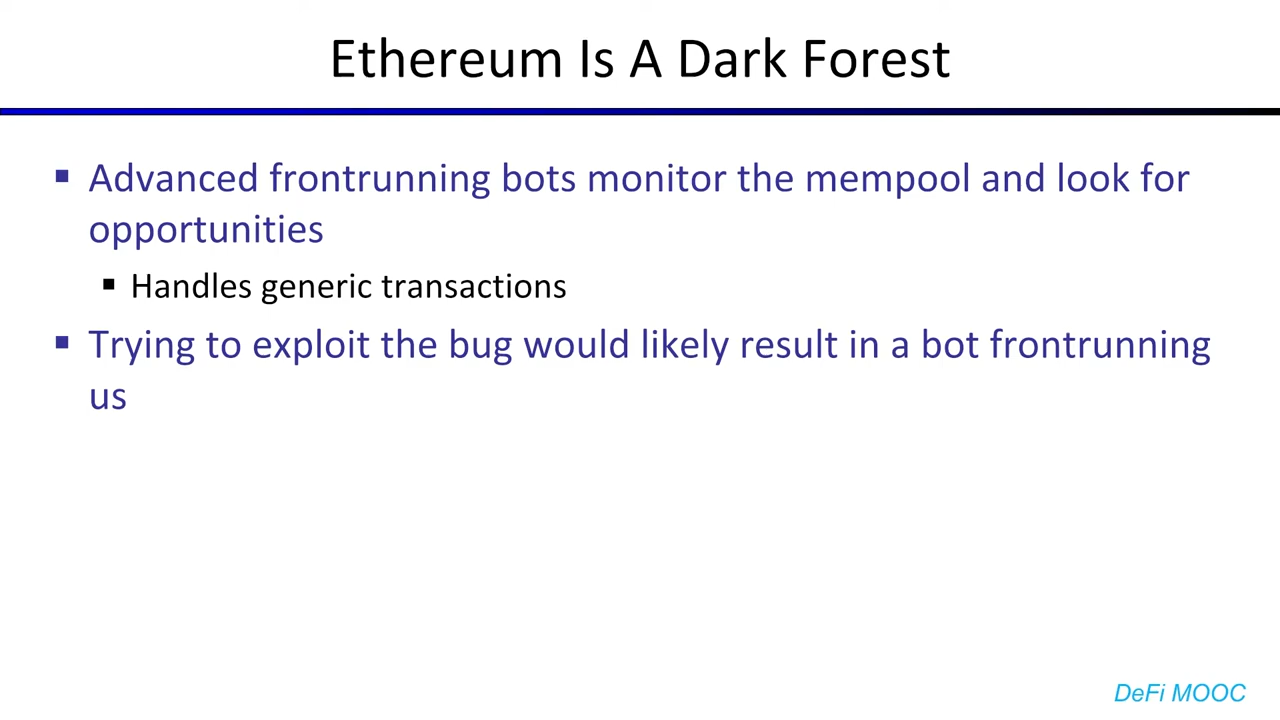 Ethereum Is A Dark Forest
▪ Advanced frontrunning bots monitor the mempool and look for
opportunities
▪ Handles generic transactions
▪ Trying to exploit the bug would likely result in a bot frontrunning
us
DeFi MOOC